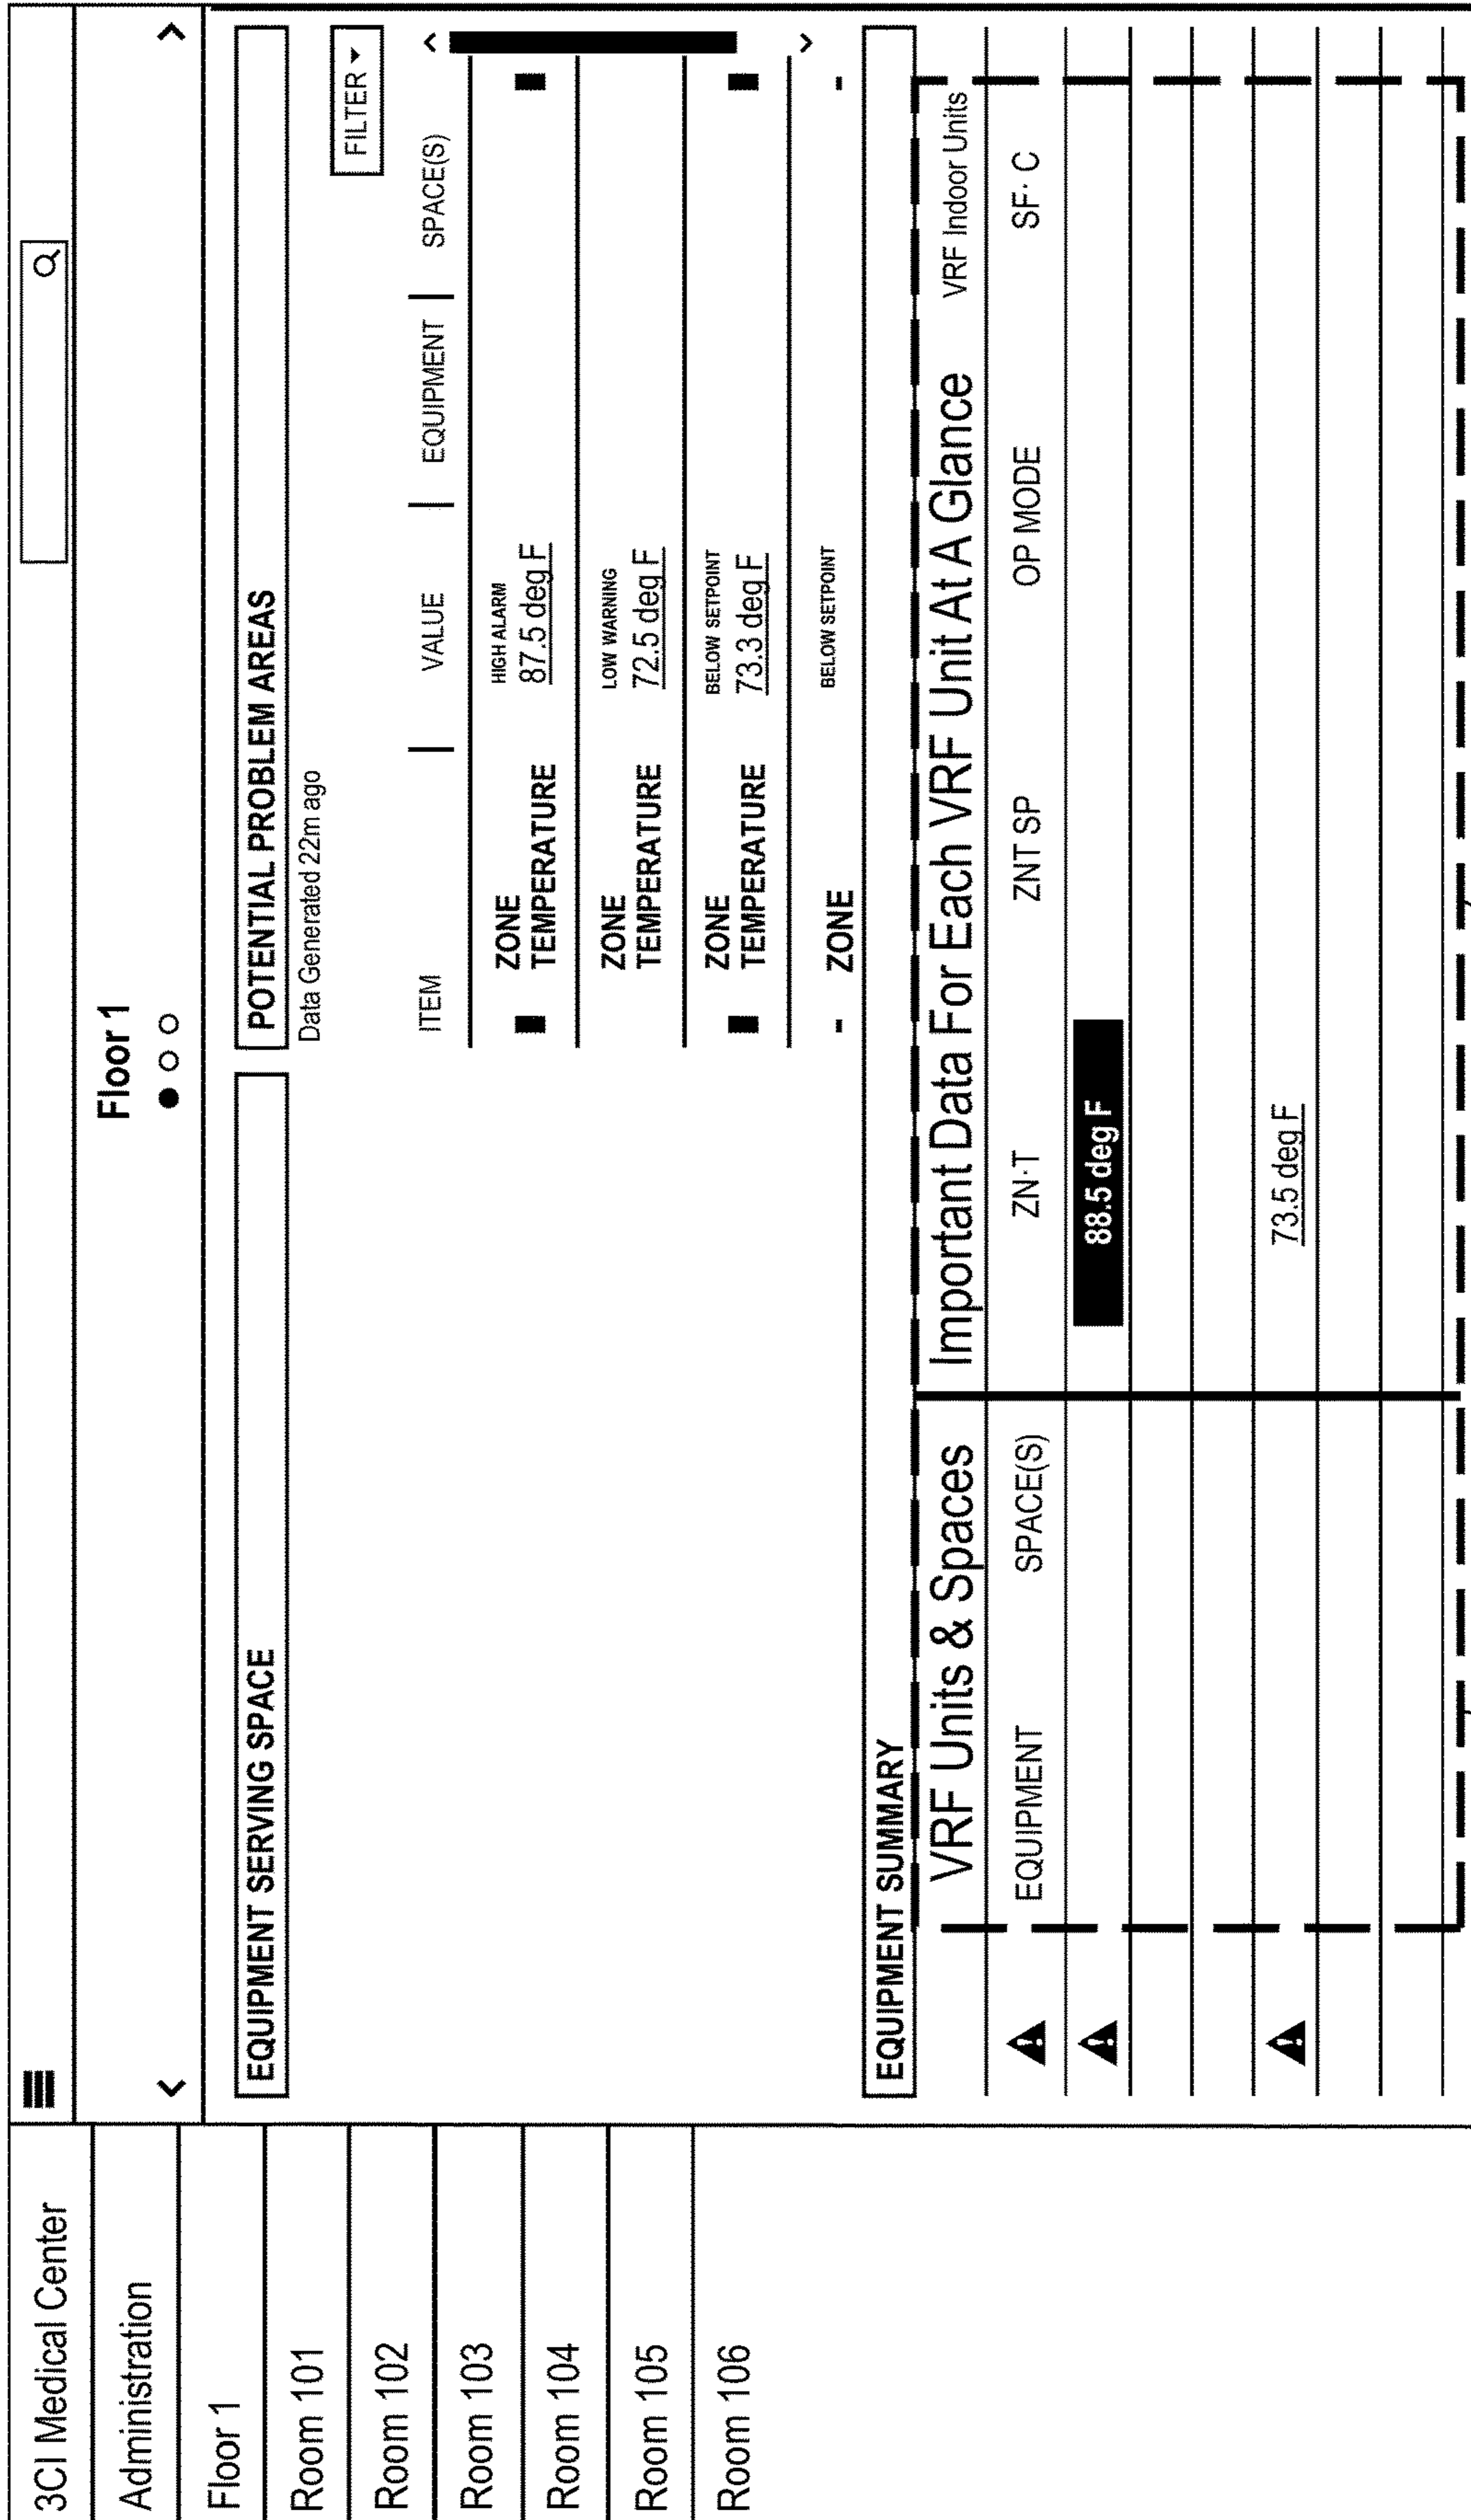 3CI Medical Center
Administration
Floor 1
Room 101
Room 102
Room 103
Room 104
Room 105
Room 106
Floor 1
EQUIPMENT SERVING SPACE
POTENTIAL PROBLEM AREAS
Data Generated 22m ago
FILTER
ITEM VALUE EQUIPMENT SPACE(S)
ZONE TEMPERATURE
HIGH ALARM
87.5 deg F
ZONE TEMPERATURE
LOW WARNING
72.5 deg F
ZONE TEMPERATURE
BELOW SETPOINT
73.3 deg F
ZONE
BELOW SETPOINT
EQUIPMENT SUMMARY
VRF Units & Spaces
Important Data For Each VRF Unit At A Glance
VRF Indoor Units
EQUIPMENT SPACE(S) ZN·T ZNT SP OP MODE SF· C
88.5 deg F
73.5 deg F